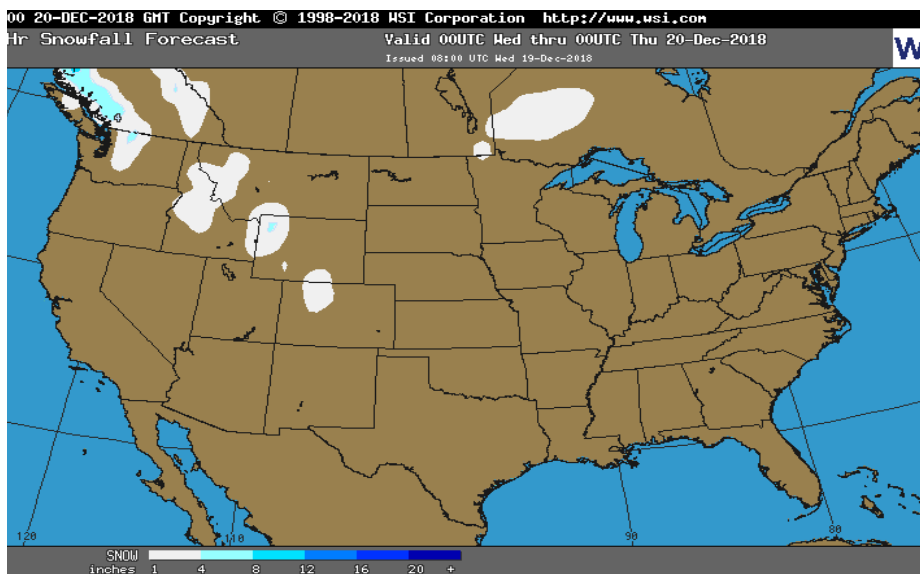 00 20-DEC-2018 GMT Copyright © 1998-2018 WSI Corporation http://www.wsi.com
Hr Snowfall Forecast
Valid 00UTC Wed thru 00UTC Thu 20-Dec-2018
Issued 08:00 UTC Wed 19-Dec-2018
W
4
120
110
90
80
SNOW
inches 1 4 8 12 16 20 +